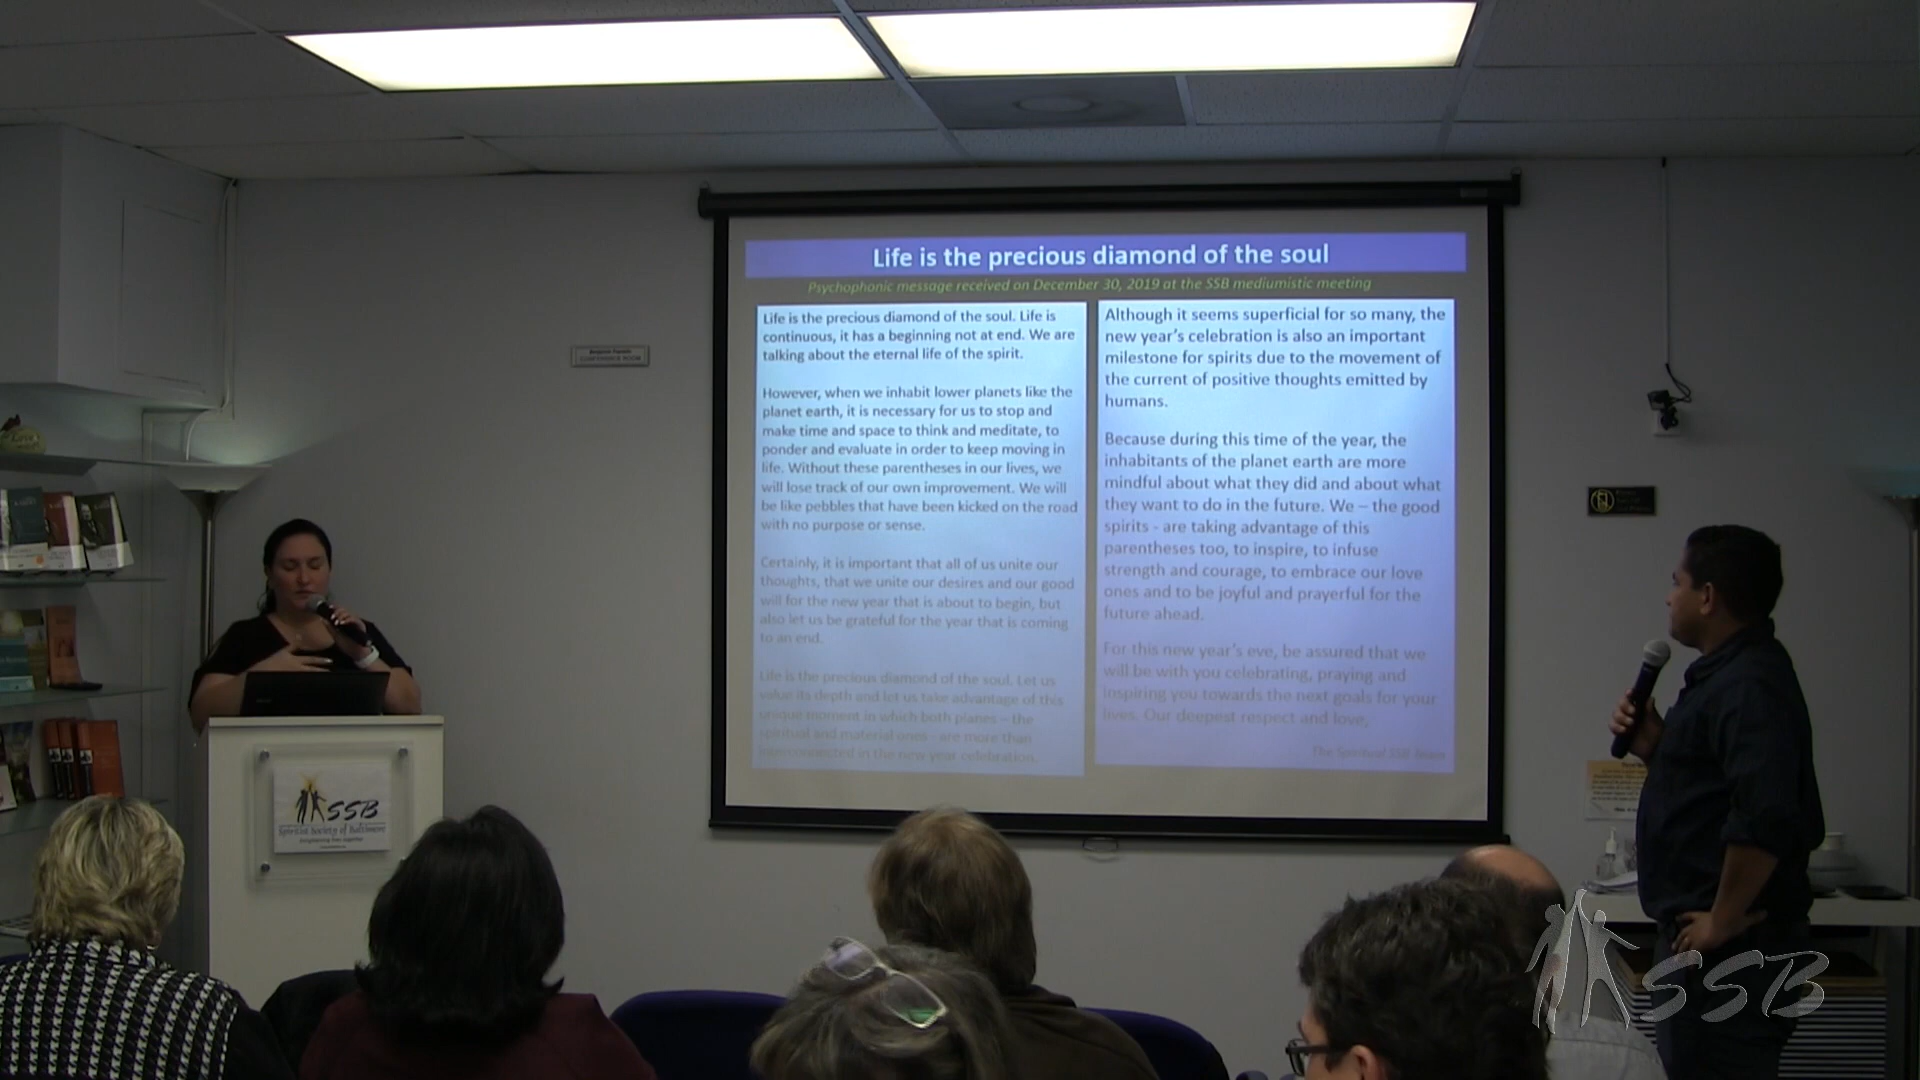 Life is the precious diamond of the soul
Psychophonic message received on December 30, 2019 at the SSB mediumistic meeting
Life is the precious diamond of the soul. Life is
continuous, it has a beginning not at end. We are
talking about the eternal life of the spirit.
However, when we inhabit lower planets like the
planet earth, it is necessary for us to stop and
make time and space to think and meditate, to
ponder and evaluate in order to keep moving in
life. Without these parentheses in our lives, we
will lose track of our own improvement. We will
be like pebbles that have been kicked on the road
with no purpose or sense.
Certainly, it is important that all of us unite our
thoughts, that we unite our desires and our good
will for the new year that is about to begin, but
also let us be grateful for the year that is coming
to an end.
Life is the precious diamond of the soul. Let us
value its depth and let us take advantage of this
unique moment in which both planes – the
spiritual and material ones - are more than
interconnected in the new year celebration.
Although it seems superficial for so many, the
new year's celebration is also an important
milestone for spirits due to the movement of
the current of positive thoughts emitted by
humans.
Because during this time of the year, the
inhabitants of the planet earth are more
mindful about what they did and about what
they want to do in the future. We – the good
spirits - are taking advantage of this
parentheses too, to inspire, to infuse
strength and courage, to embrace our love
ones and to be joyful and prayerful for the
future ahead.
For this new year's eve, be assured that we
will be with you celebrating, praying and
inspiring you towards the next goals for your
lives. Our deepest respect and love,
The Spiritual SSB Team
SSB
Spiritist Society of Baltimore
SSB